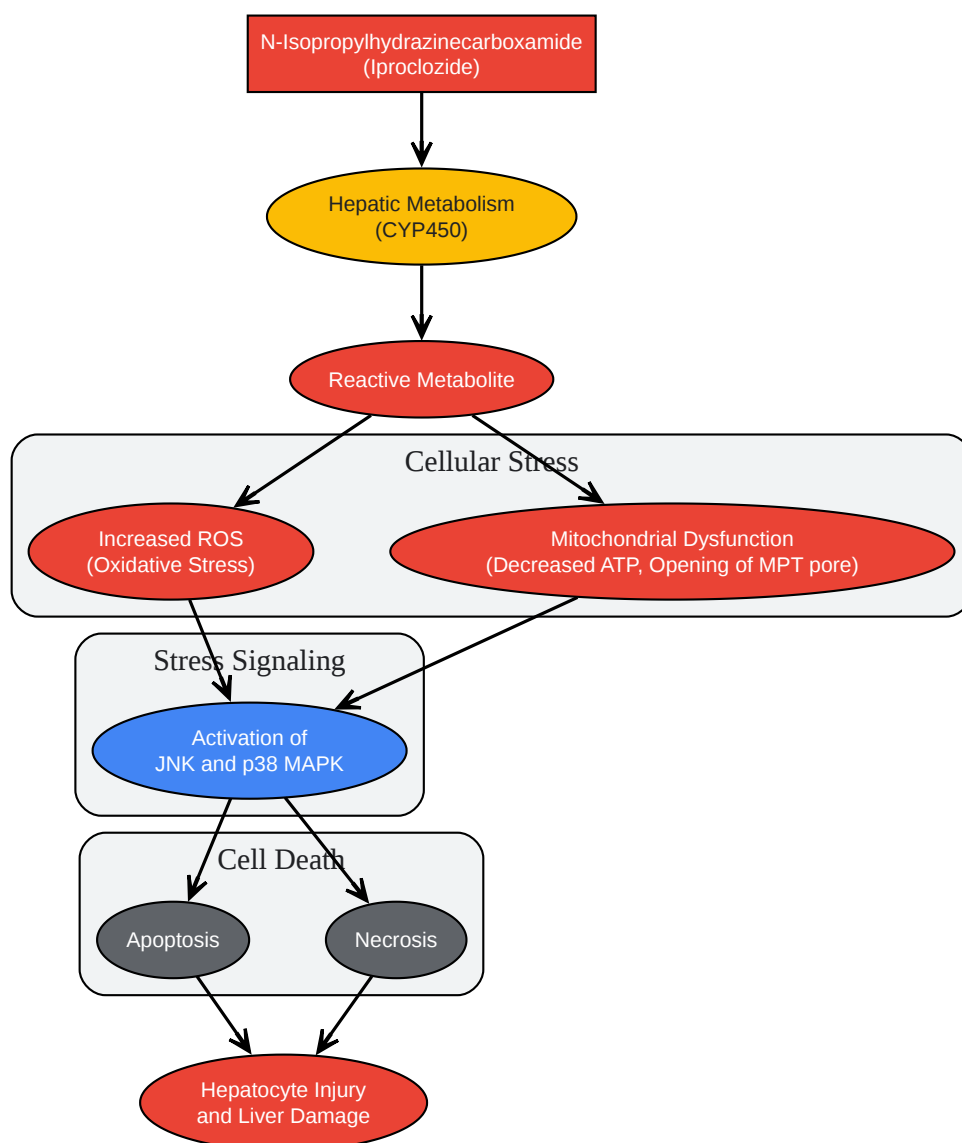 N-Isopropylhydrazinecarboxamide
(Iproclozide)
Hepatic Metabolism
(CYP450)
Reactive Metabolite
Cellular Stress
Increased ROS
(Oxidative Stress)
Mitochondrial Dysfunction
(Decreased ATP, Opening of MPT pore)
Stress Signaling
Activation of
JNK and p38 MAPK
Cell Death
Apoptosis
Necrosis
Hepatocyte Injury
and Liver Damage